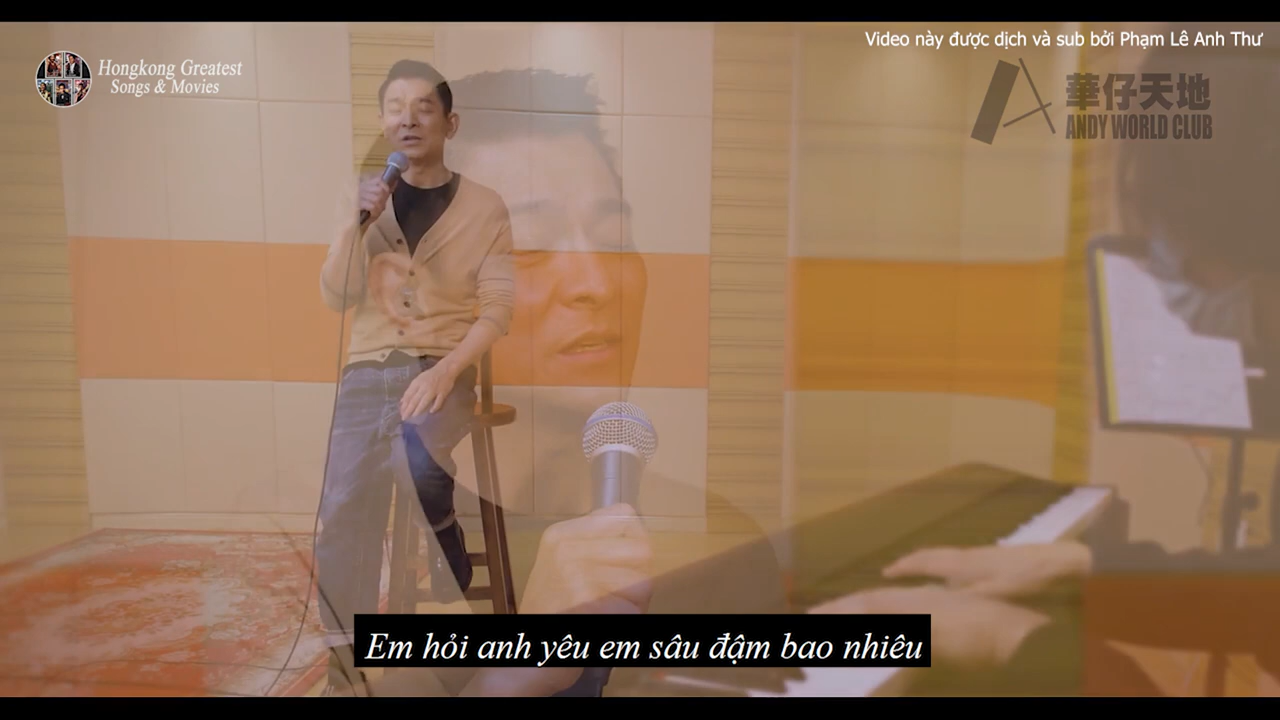 Video này được dịch và sub bởi Phạm Lê Anh Thư
Hongkong Greatest
Songs & Movies
華仔天地
ANDY WORLD CLUB
Em hỏi anh yêu em sâu đậm bao nhiêu